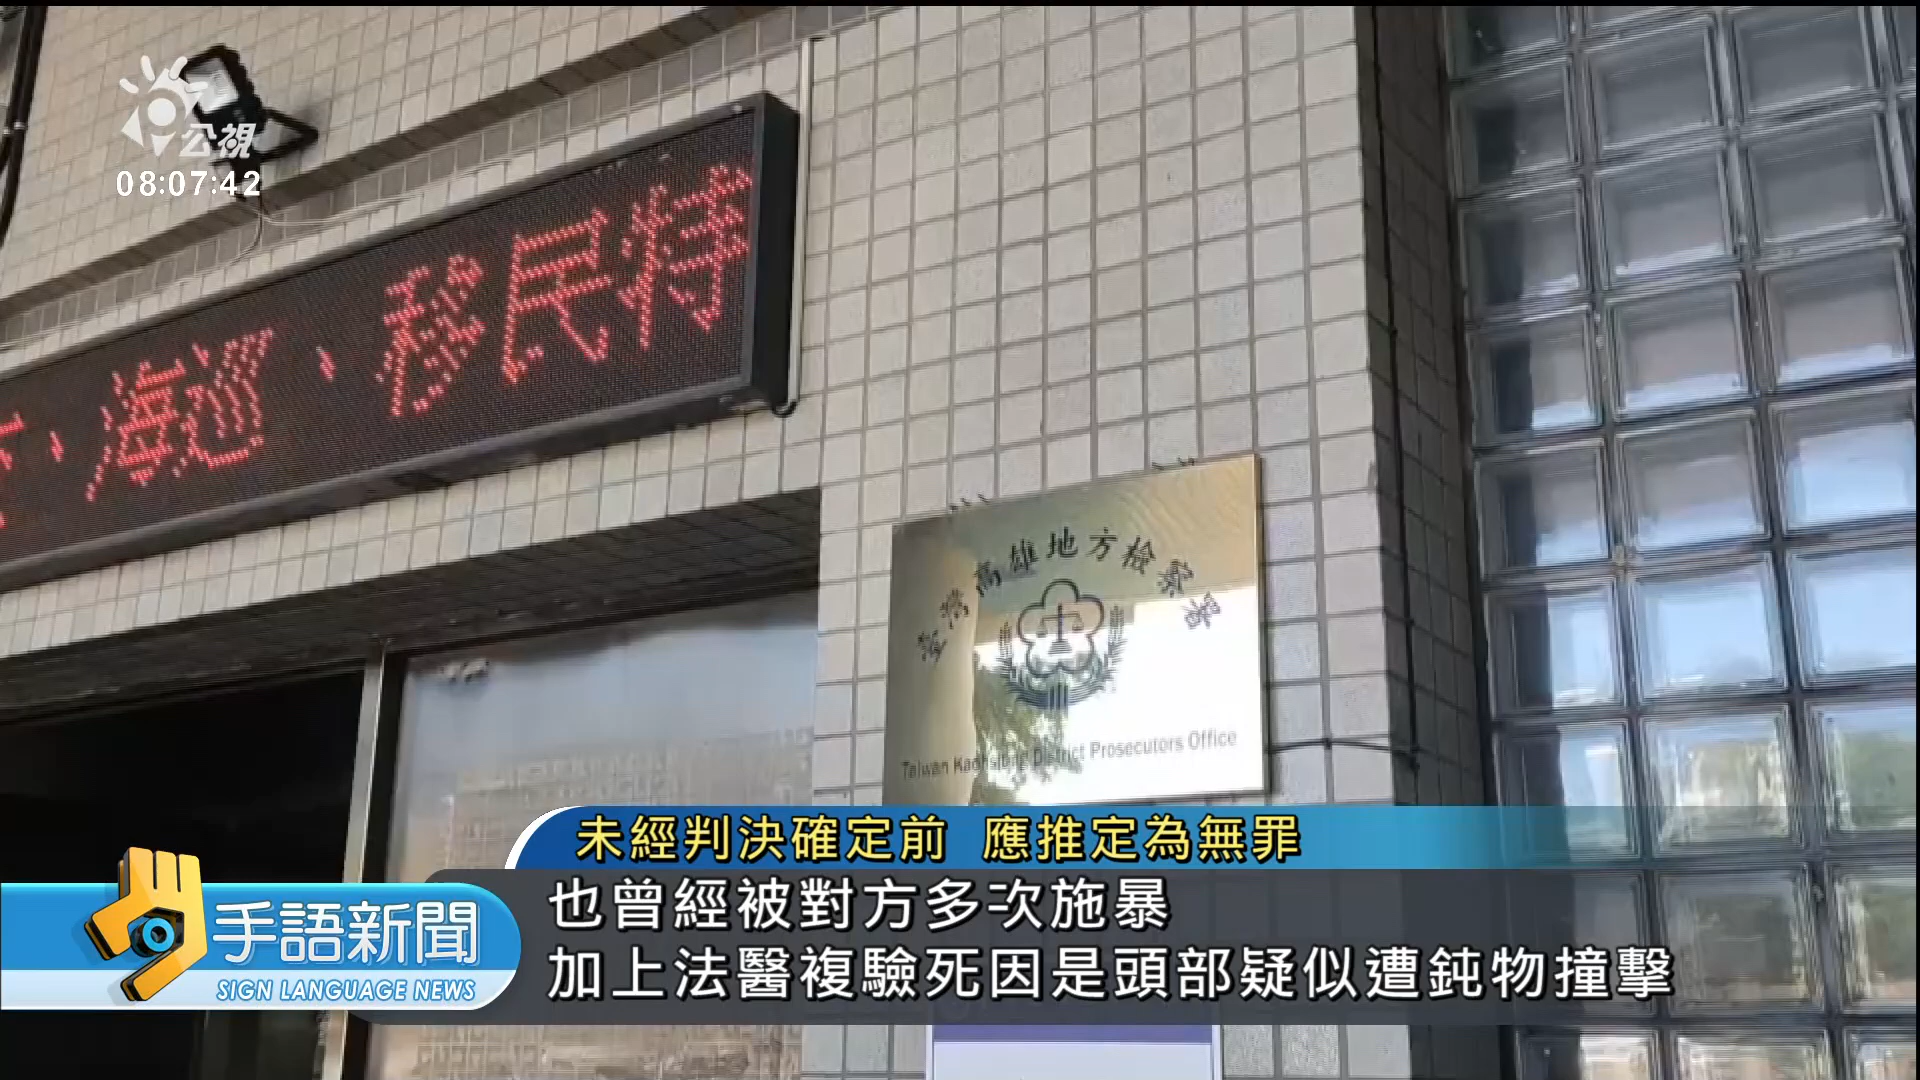 公視
08:07:42
、海巡、移民特
臺灣高雄地方檢察署
Taiwan Kaohsiung District Prosecutors Office
未經判決確定前 應推定為無罪
也曾經被對方多次施暴
加上法醫複驗死因是頭部疑似遭鈍物撞擊
手語新聞
SIGN LANGUAGE NEWS